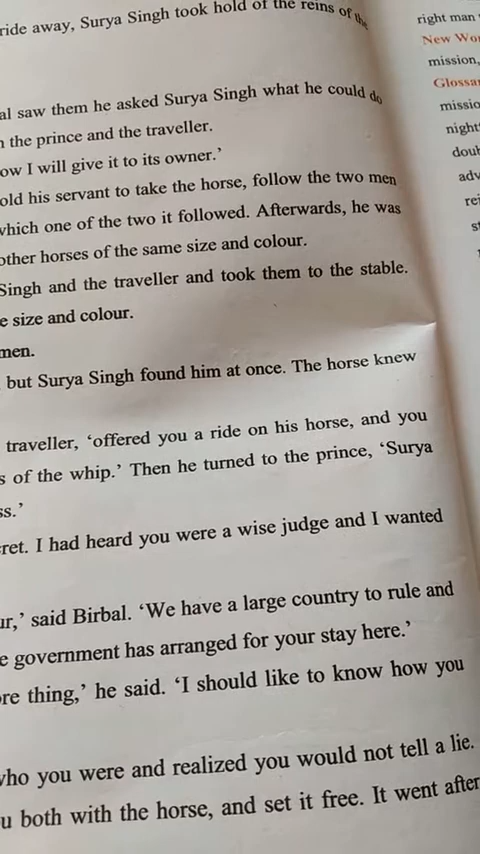 ride away, Surya Singh took hold of the reins of the
al saw them he asked Surya Singh what he could do
the prince and the traveller.
ow I will give it to its owner.'
old his servant to take the horse, follow the two men
which one of the two it followed. Afterwards, he was
other horses of the same size and colour.
Singh and the traveller and took them to the stable.
e size and colour.
men.
but Surya Singh found him at once. The horse knew
traveller, 'offered you a ride on his horse, and you
s of the whip.' Then he turned to the prince, 'Surya
ss.'
ret. I had heard you were a wise judge and I wanted
ur,' said Birbal. 'We have a large country to rule and
e government has arranged for your stay here.'
re thing,' he said. 'I should like to know how you
who you were and realized you would not tell a lie.
u both with the horse, and set it free. It went after
right man
New Wor
mission,
Glossar
missio
night
doub
adv
rei
s